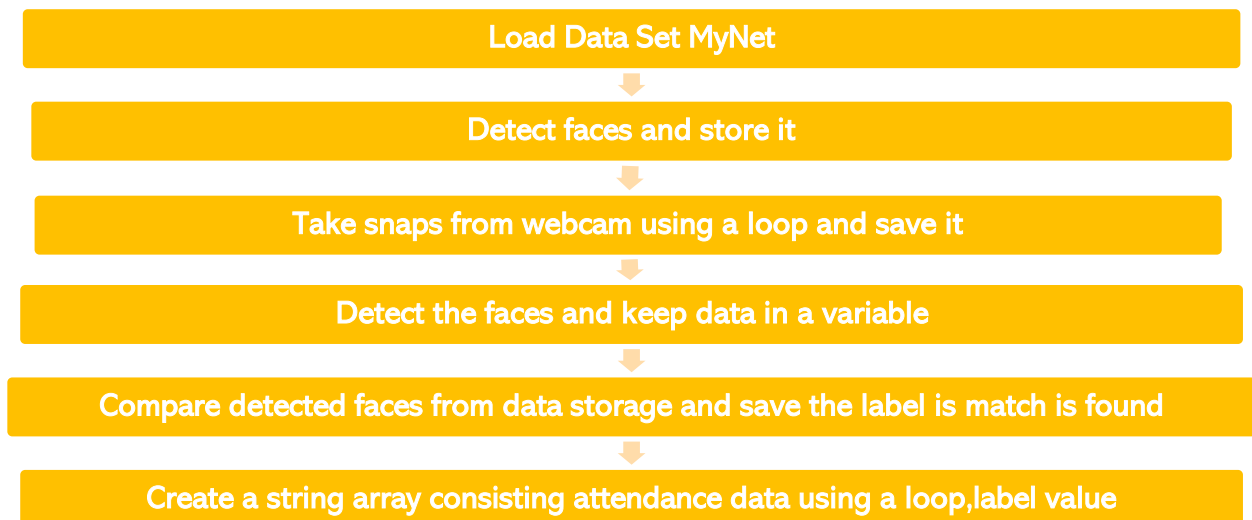 Load Data Set MyNet
Detect faces and store it
Take snaps from webcam using a loop and save it
Detect the faces and keep data in a variable
Compare detected faces from data storage and save the label is match is found
Create a string array consisting attendance data using a loop,label value